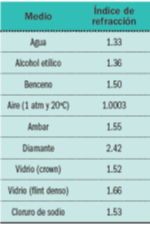 Medio Índice de refracción
Agua 1.33
Alcohol etílico 1.36
Benceno 1.50
Aire (1 atm y 20ºC) 1.0003
Ambar 1.55
Diamante 2.42
Vidrio (crown) 1.52
Vidrio (flint denso) 1.66
Cloruro de sodio 1.53